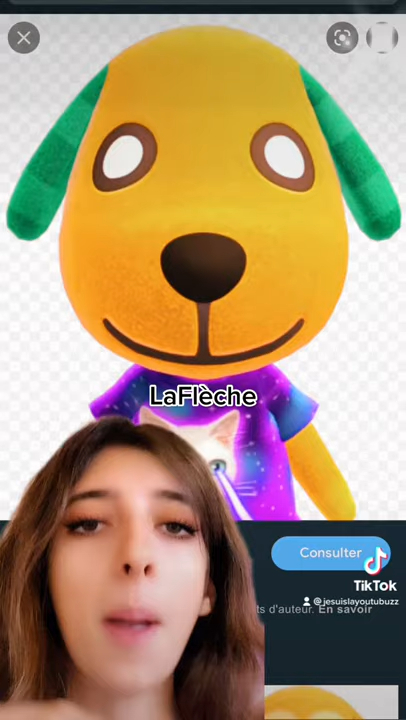 LaFlèche
Consulter
TikTok
@jesuislayoutubuzz
ts d'auteur. En savoir